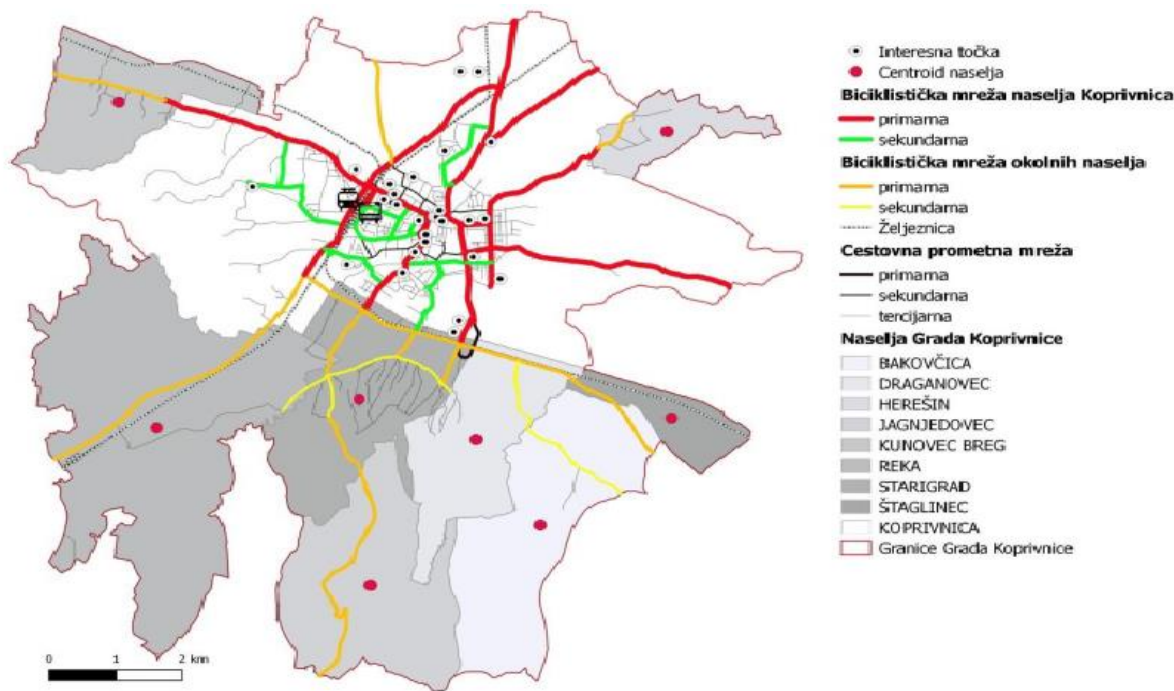 Interesna točka
Centroid naselja
Biciklistička mreža naselja Koprivnica
primarna
sekundarna
Biciklistička mreža okolnih naselja
primarna
sekundarna
Željeznica
Cestovna prometna mreža
primarna
sekundarna
tercijarna
Naselja Grada Koprivnice
BAKOVČICA
DRAGANOVEC
HEREŠIN
JAGNJEDOVEC
KUNOVEC BREG
REKA
STARIGRAD
ŠTAGLINEC
KOPRIVNICA
Granice Grada Koprivnice
0 1 2 km